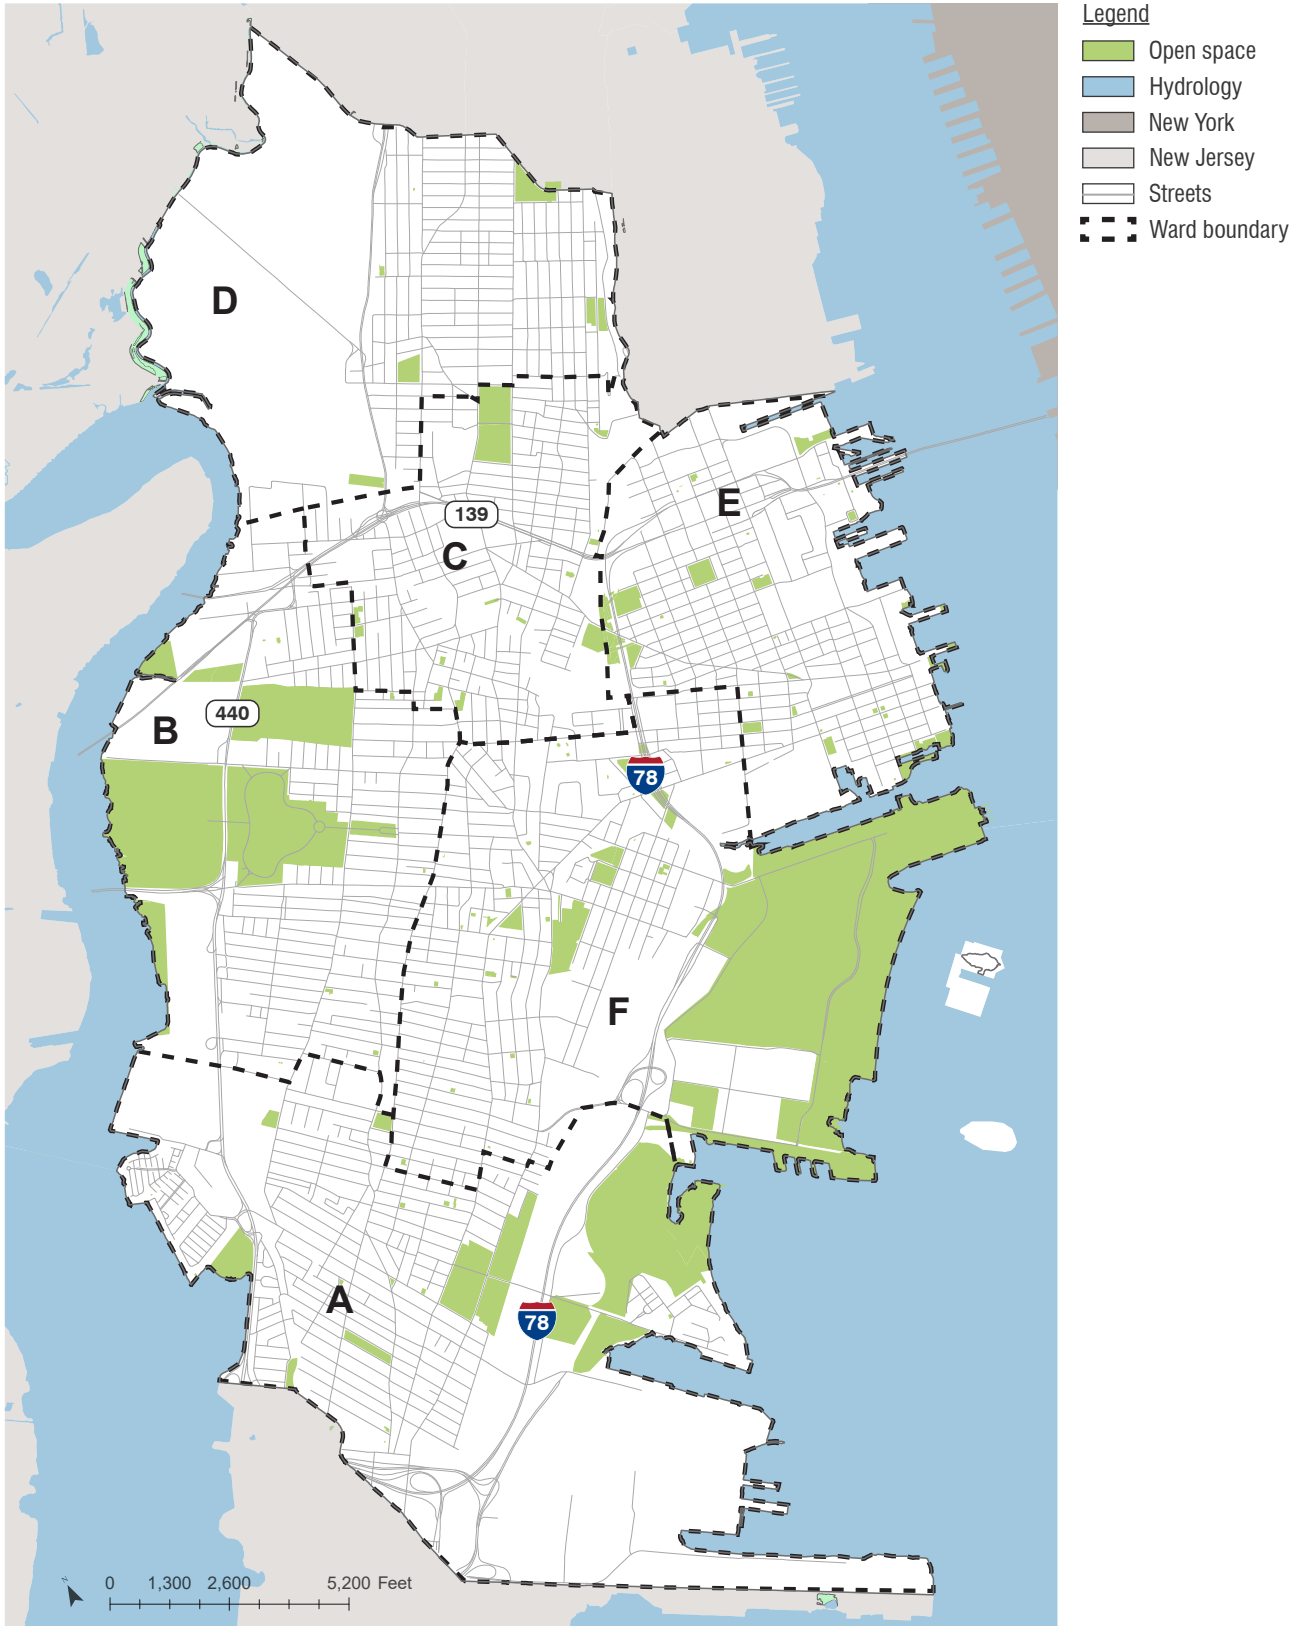 Legend
Open space
Hydrology
New York
New Jersey
Streets
Ward boundary
D
139
E
C
440
B
78
F
A
78
N
0 1,300 2,600 5,200 Feet